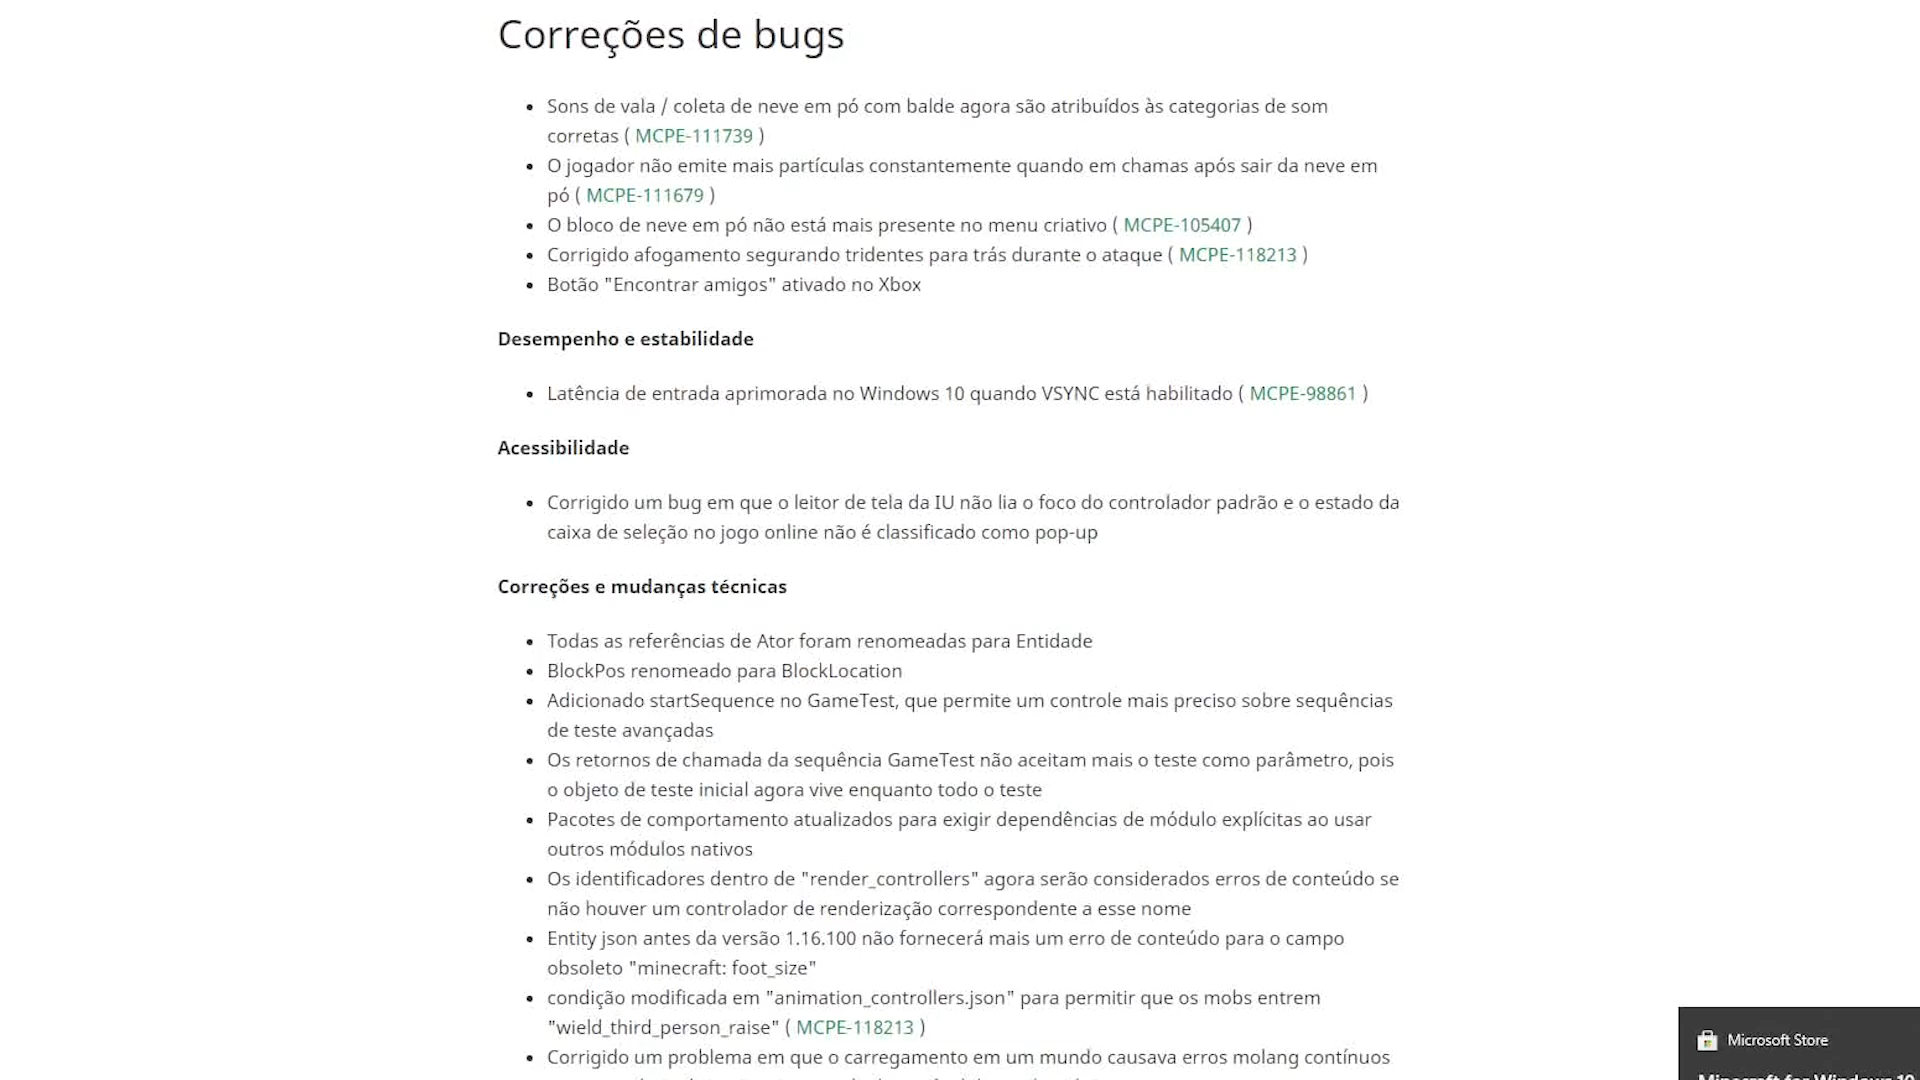 Correções de bugs
Sons de vala / coleta de neve em pó com balde agora são atribuídos às categorias de som
corretas ( MCPE-111739 )
O jogador não emite mais partículas constantemente quando em chamas após sair da neve em
pó ( MCPE-111679 )
O bloco de neve em pó não está mais presente no menu criativo ( MCPE-105407 )
Corrigido afogamento segurando tridentes para trás durante o ataque ( MCPE-118213 )
Botão "Encontrar amigos" ativado no Xbox
Desempenho e estabilidade
Latência de entrada aprimorada no Windows 10 quando VSYNC está habilitado ( MCPE-98861 )
Acessibilidade
Corrigido um bug em que o leitor de tela da IU não lia o foco do controlador padrão e o estado da
caixa de seleção no jogo online não é classificado como pop-up
Correções e mudanças técnicas
Todas as referências de Ator foram renomeadas para Entidade
BlockPos renomeado para BlockLocation
Adicionado startSequence no GameTest, que permite um controle mais preciso sobre sequências
de teste avançadas
Os retornos de chamada da sequência GameTest não aceitam mais o teste como parâmetro, pois
o objeto de teste inicial agora vive enquanto todo o teste
Pacotes de comportamento atualizados para exigir dependências de módulo explícitas ao usar
outros módulos nativos
Os identificadores dentro de "render_controllers" agora serão considerados erros de conteúdo se
não houver um controlador de renderização correspondente a esse nome
Entity json antes da versão 1.16.100 não fornecerá mais um erro de conteúdo para o campo
obsoleto "minecraft: foot_size"
condição modificada em "animation_controllers.json" para permitir que os mobs entrem
"wield_third_person_raise" ( MCPE-118213 )
Corrigido um problema em que o carregamento em um mundo causava erros molang contínuos
Microsoft Store
Minecraft for Windows 10